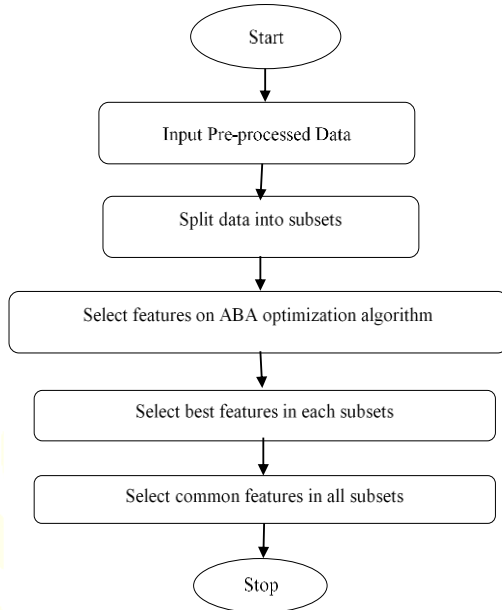 Start
Input Pre-processed Data
Split data into subsets
Select features on ABA optimization algorithm
Select best features in each subsets
Select common features in all subsets
Stop